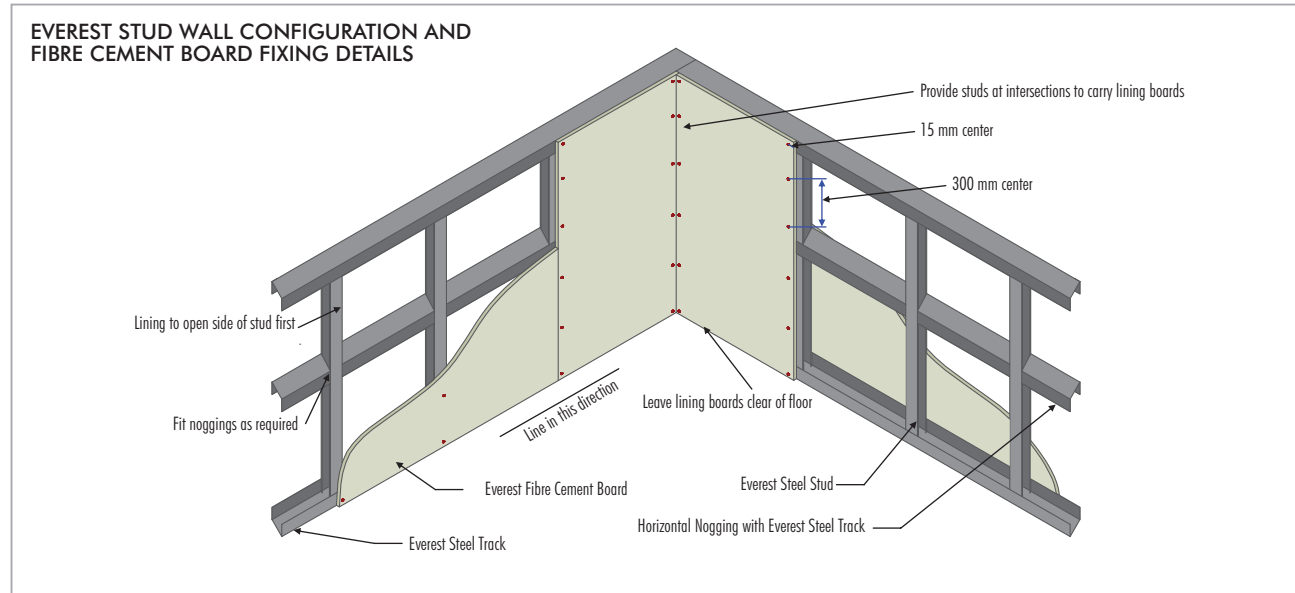 EVEREST STUD WALL CONFIGURATION AND
FIBRE CEMENT BOARD FIXING DETAILS
Provide studs at intersections to carry lining boards
15 mm center
300 mm center
Lining to open side of stud first
Fit noggings as required
Line in this direction
Leave lining boards clear of floor
Everest Fibre Cement Board
Everest Steel Stud
Horizontal Nogging with Everest Steel Track
Everest Steel Track